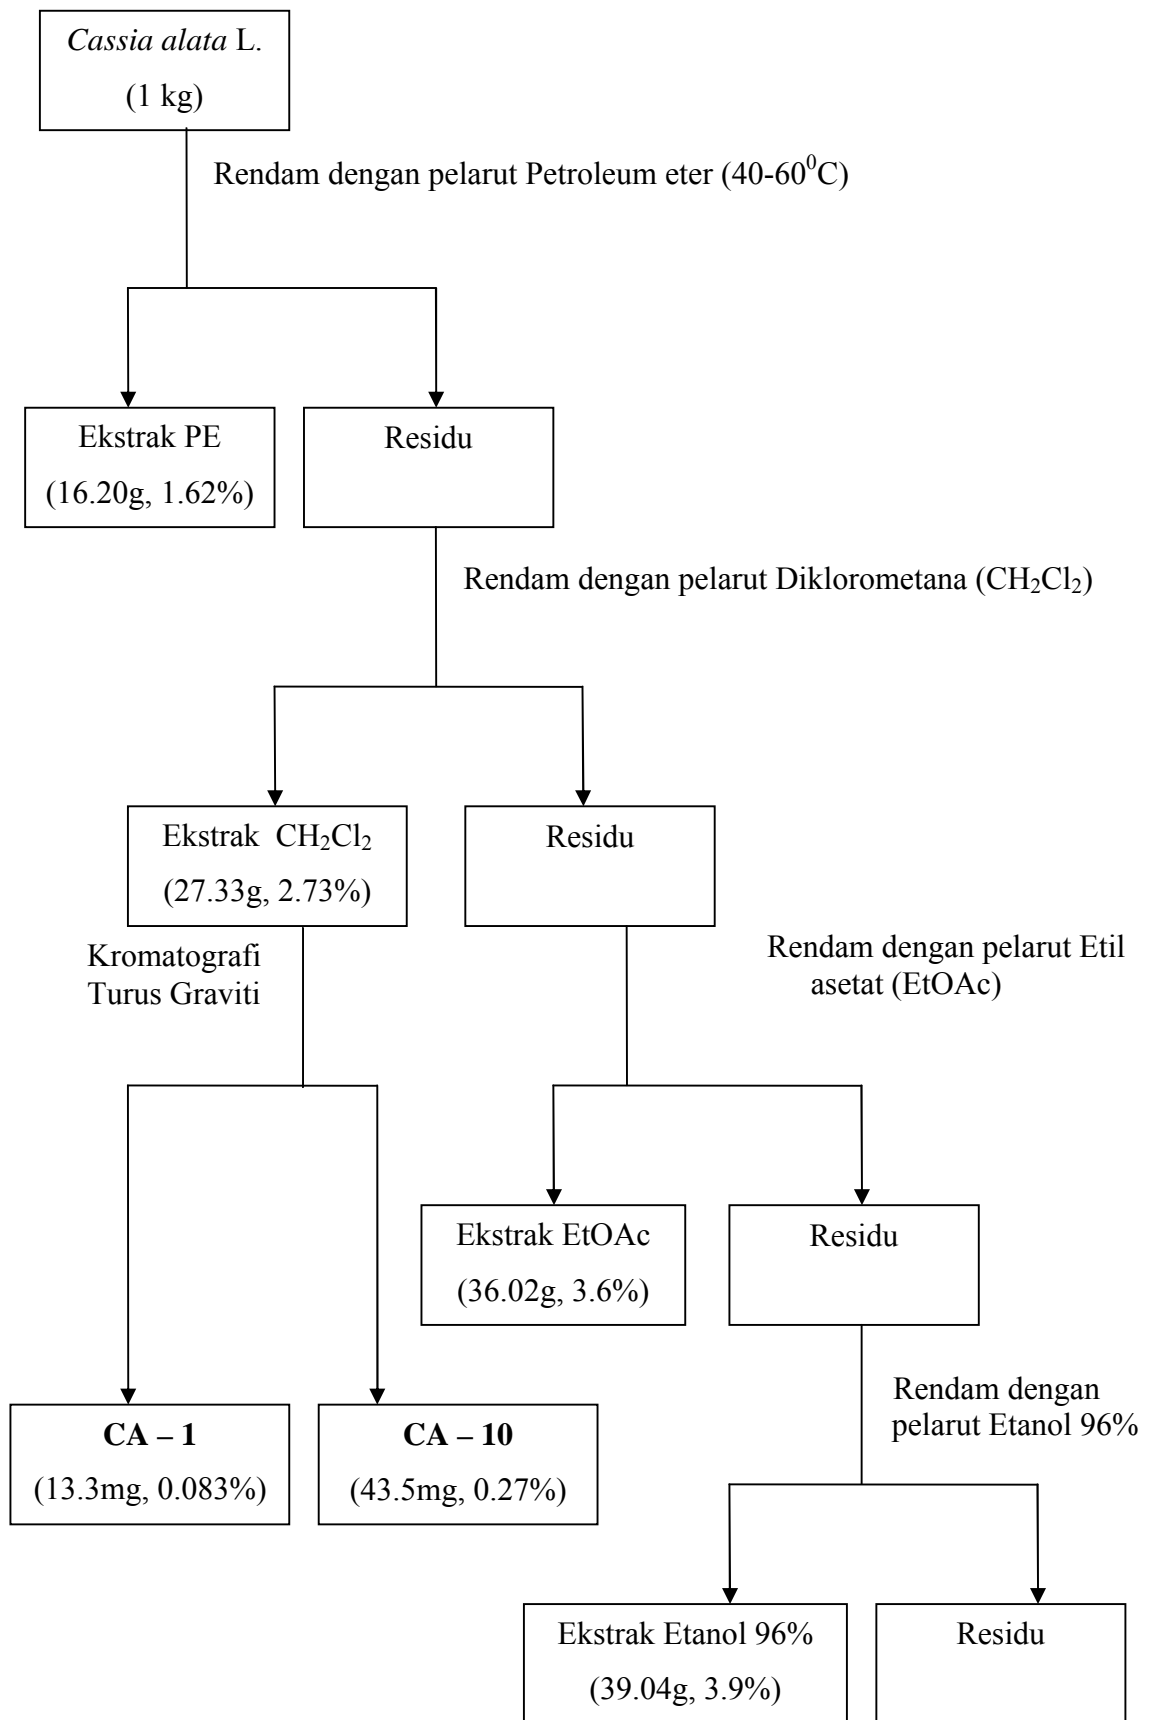 Cassia alata L.
(1 kg)
Rendam dengan pelarut Petroleum eter (40-60⁰C)
Ekstrak PE
(16.20g, 1.62%)
Residu
Rendam dengan pelarut Diklorometana (CH₂Cl₂)
Ekstrak CH₂Cl₂
(27.33g, 2.73%)
Residu
Kromatografi
Turus Graviti
Rendam dengan pelarut Etil
asetat (EtOAc)
Ekstrak EtOAc
(36.02g, 3.6%)
Residu
Rendam dengan
pelarut Etanol 96%
CA – 1
(13.3mg, 0.083%)
CA – 10
(43.5mg, 0.27%)
Ekstrak Etanol 96%
(39.04g, 3.9%)
Residu